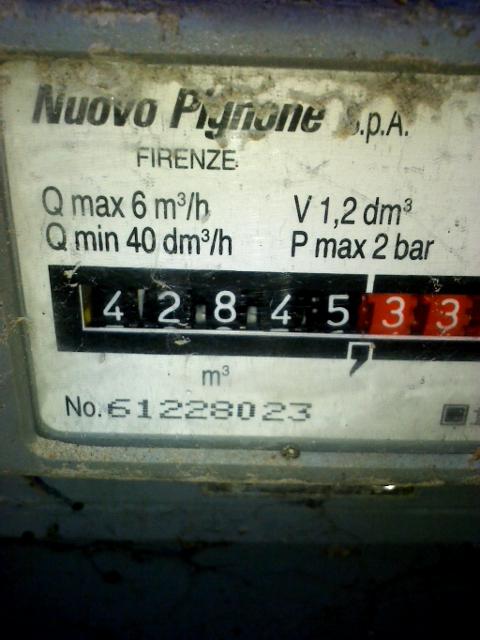 Nuovo Pignone S.p.A.
FIRENZE
Q max 6 m³/h V 1,2 dm³
Q min 40 dm³/h P max 2 bar
4 2 8 4 5 , 3 3
m³
No. 61228023